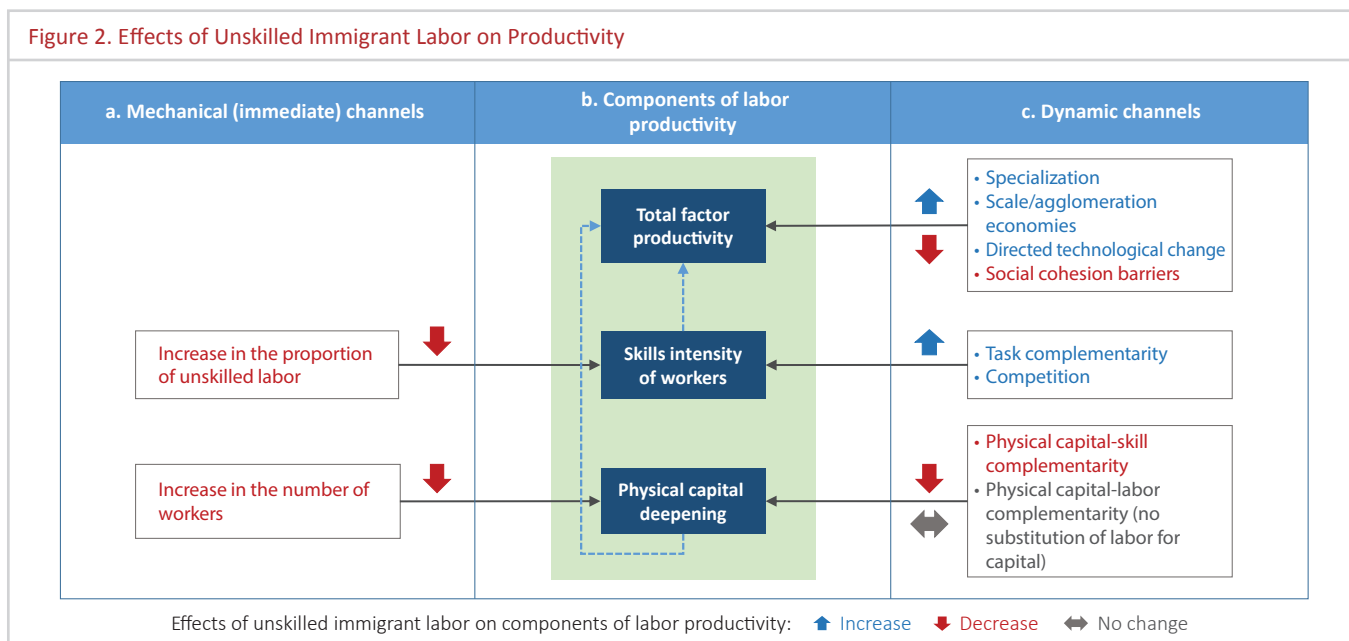 Figure 2. Effects of Unskilled Immigrant Labor on Productivity
a. Mechanical (immediate) channels
b. Components of labor
productivity
c. Dynamic channels
Total factor
productivity
• Specialization
• Scale/agglomeration
economies
• Directed technological change
• Social cohesion barriers
Increase in the proportion
of unskilled labor
Skills intensity
of workers
• Task complementarity
• Competition
Increase in the number of
workers
Physical capital
deepening
• Physical capital-skill
complementarity
• Physical capital-labor
complementarity (no
substitution of labor for
capital)
Effects of unskilled immigrant labor on components of labor productivity: Increase Decrease No change